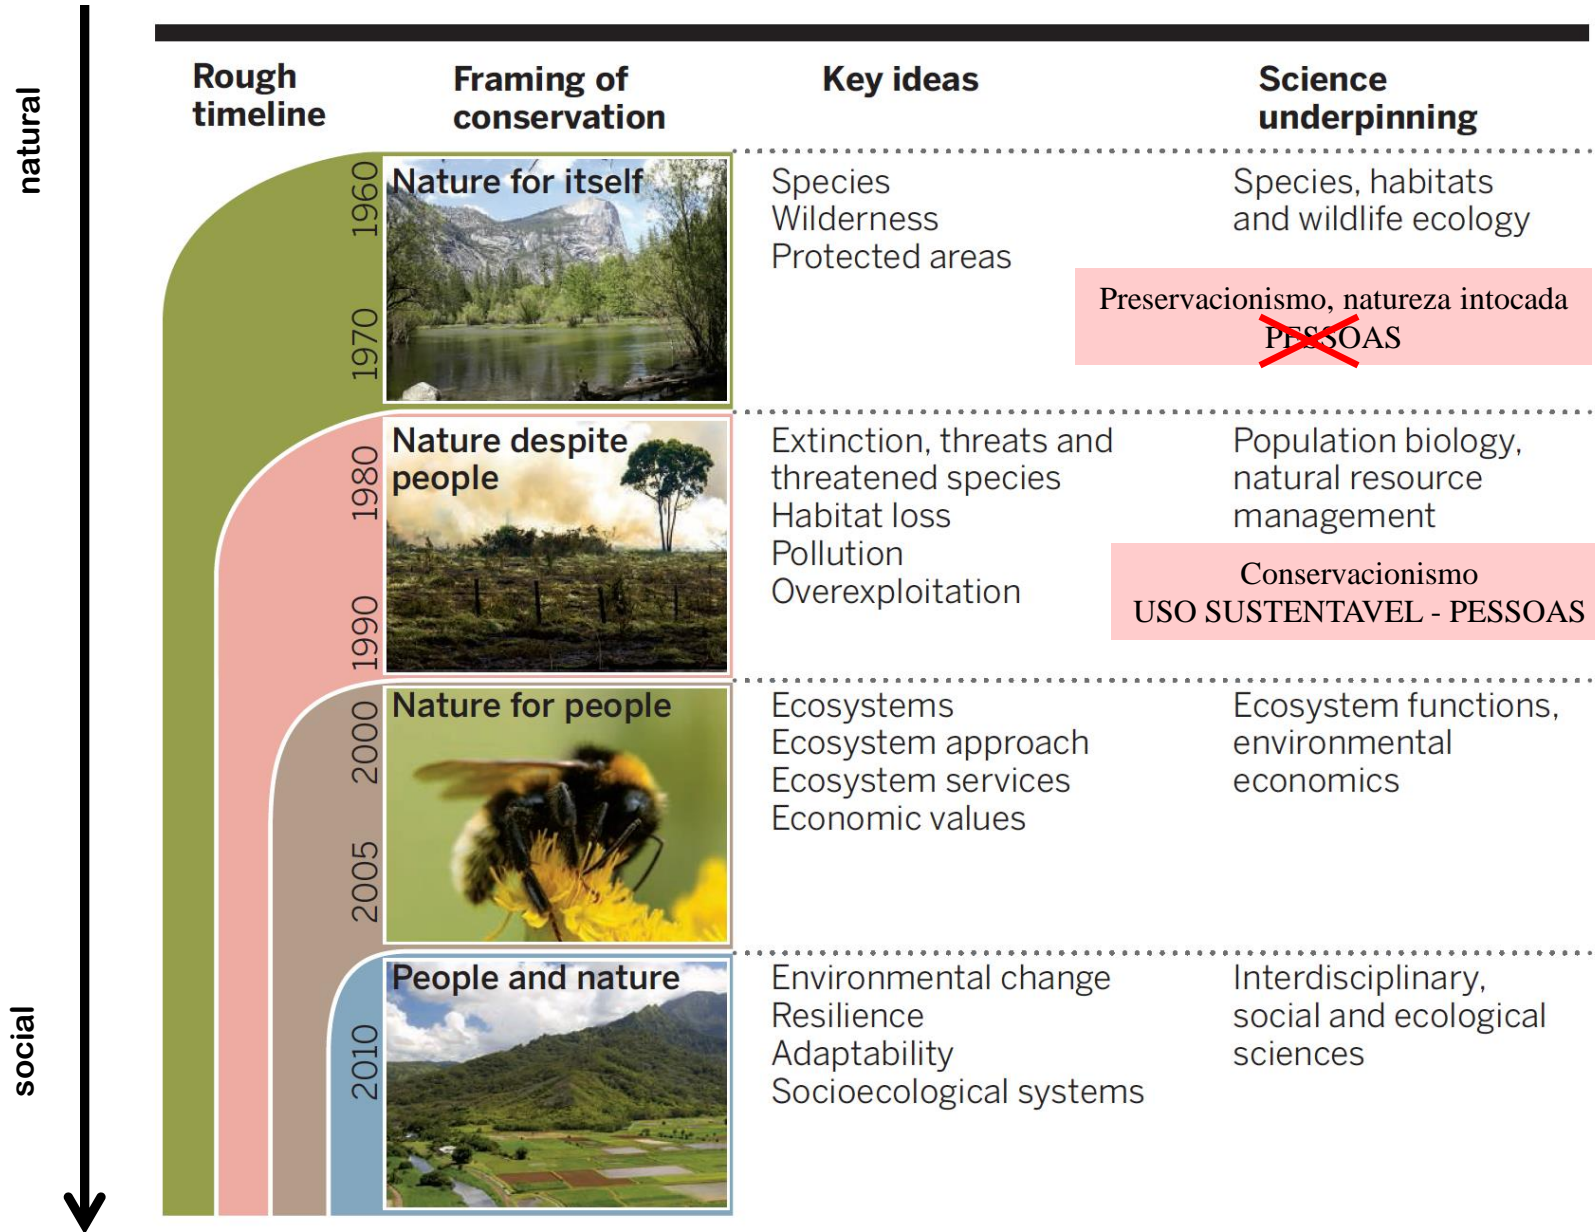 natural
social
Rough
timeline
Framing of
conservation
Key ideas
Science
underpinning
1960
1970
Nature for itself
Species
Wilderness
Protected areas
Species, habitats
and wildlife ecology
Preservacionismo, natureza intocada
PESSOAS
1980
1990
Nature despite
people
Extinction, threats and
threatened species
Habitat loss
Pollution
Overexploitation
Population biology,
natural resource
management
Conservacionismo
USO SUSTENTAVEL - PESSOAS
2000
2005
Nature for people
Ecosystems
Ecosystem approach
Ecosystem services
Economic values
Ecosystem functions,
environmental
economics
2010
People and nature
Environmental change
Resilience
Adaptability
Socioecological systems
Interdisciplinary,
social and ecological
sciences